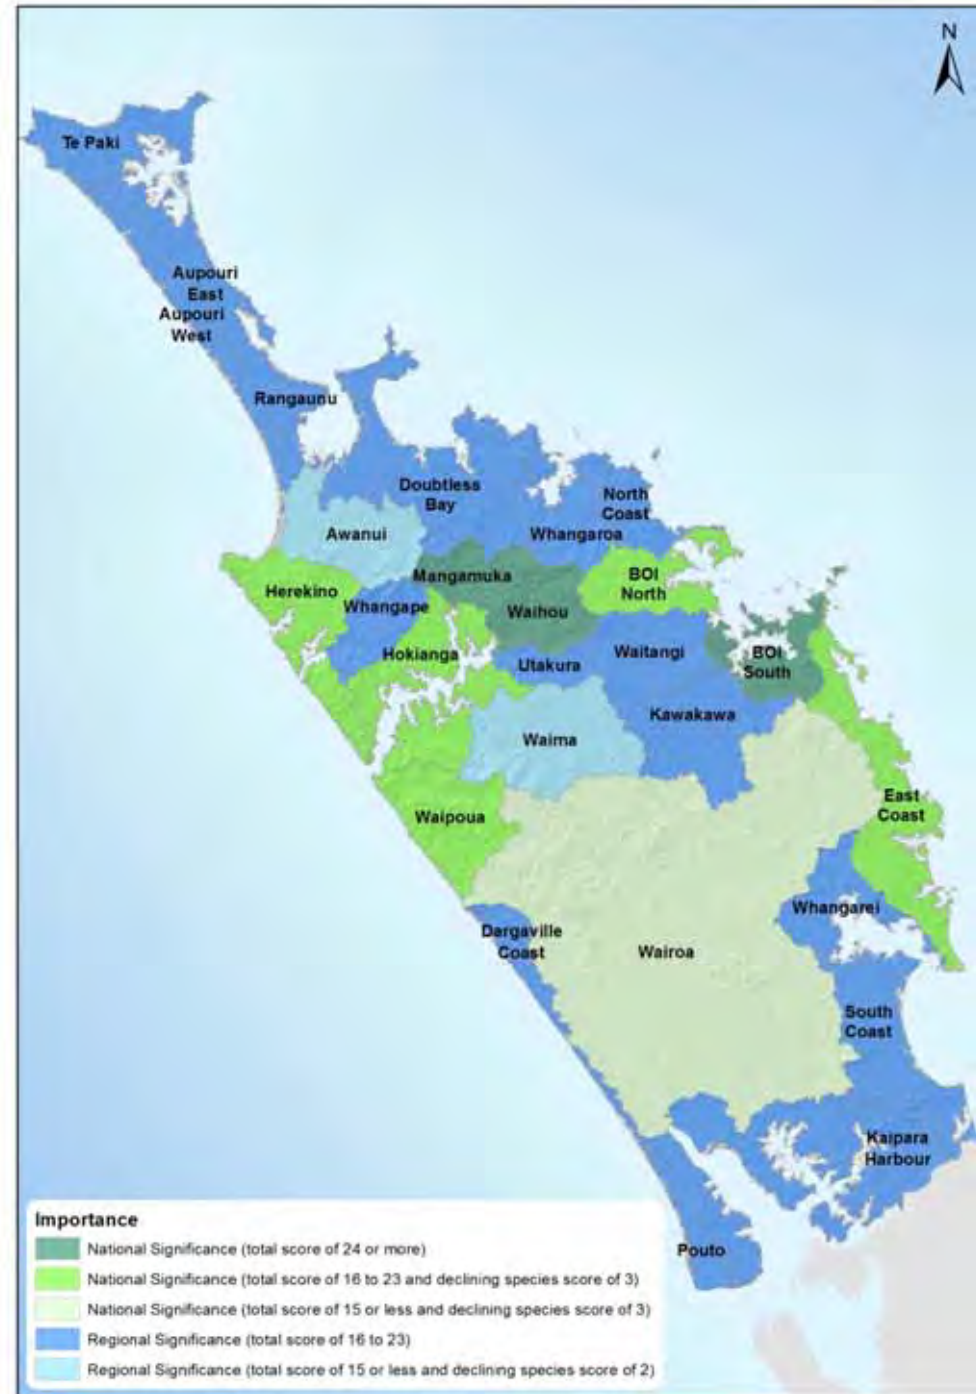 N
Te Paki
Aupouri
East
Aupouri
West
Rangaunu
Doubtless
Bay
North
Coast
Whangaroa
Awanui
Mangamuka
BOI
North
Herekino
Whangape
Waihou
Hokianga
Utakura
Waitangi
BOI
South
Kawakawa
Waima
East
Coast
Waipoua
Whangarei
Dargaville
Coast
Wairoa
South
Coast
Kaipara
Harbour
Pouto
Importance
National Significance (total score of 24 or more)
National Significance (total score of 16 to 23 and declining species score of 3)
National Significance (total score of 15 or less and declining species score of 3)
Regional Significance (total score of 16 to 23)
Regional Significance (total score of 15 or less and declining species score of 2)